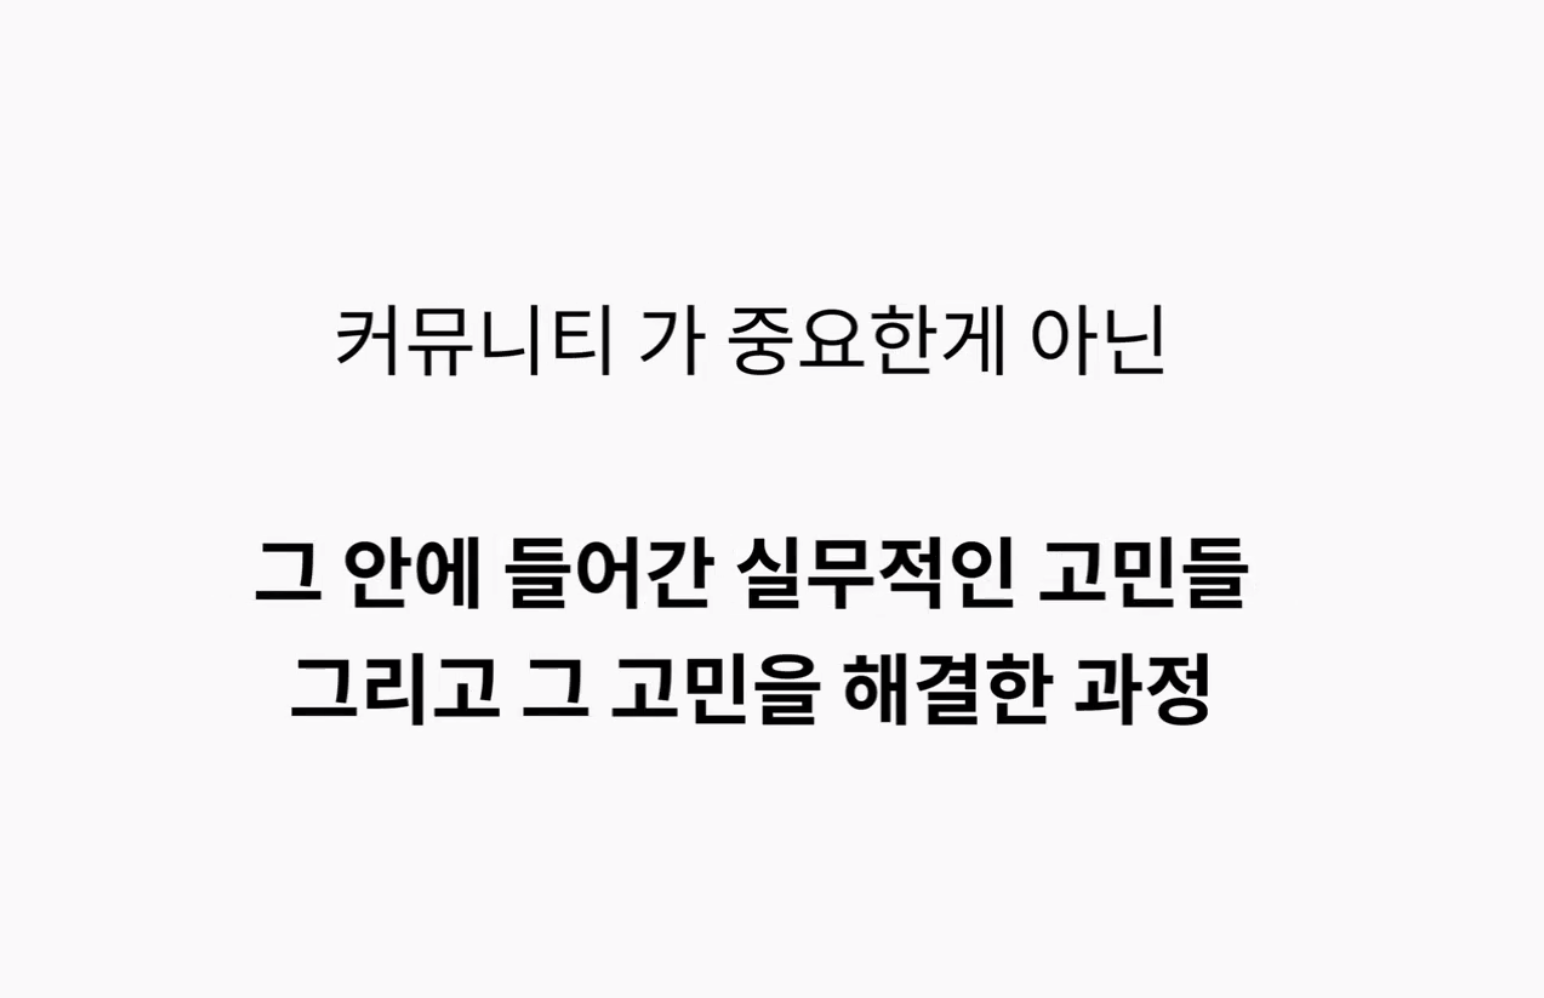 커뮤니티 가 중요한게 아닌
그 안에 들어간 실무적인 고민들
그리고 그 고민을 해결한 과정